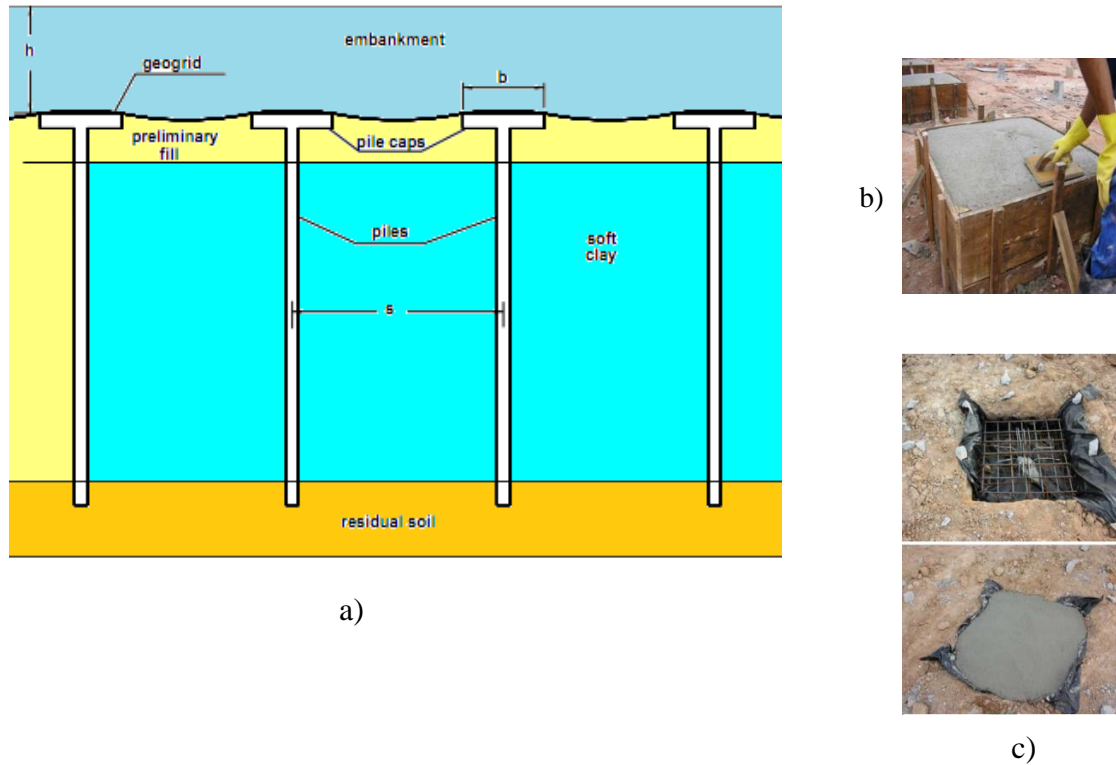 h
embankment
geogrid
b
preliminary
fill
pile caps
piles
soft
clay
s
residual soil
a)
b)
c)